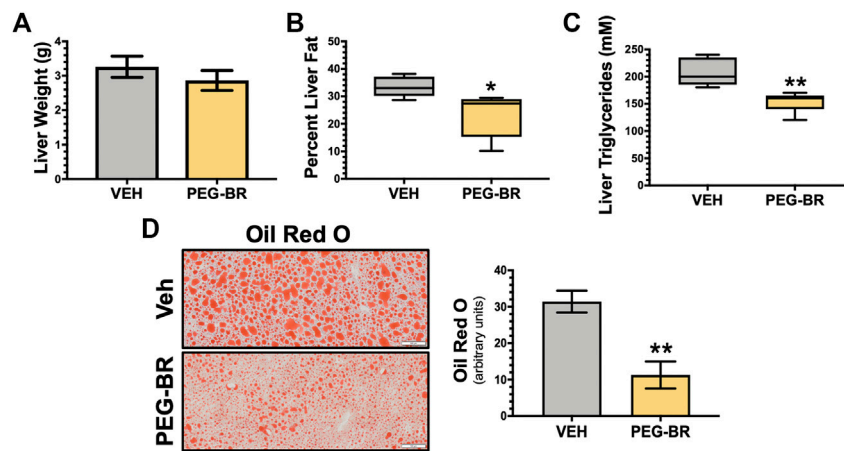 A
Liver Weight (g)
4
3
2
1
0
VEH
PEG-BR
B
Percent Liver Fat
50
40
30
20
10
0
*
VEH
PEG-BR
C
Liver Triglycerides (mM)
250
200
150
100
50
0
**
VEH
PEG-BR
D
Oil Red O
Veh
PEG-BR
Oil Red O
(arbitrary units)
40
30
20
10
0
**
VEH
PEG-BR